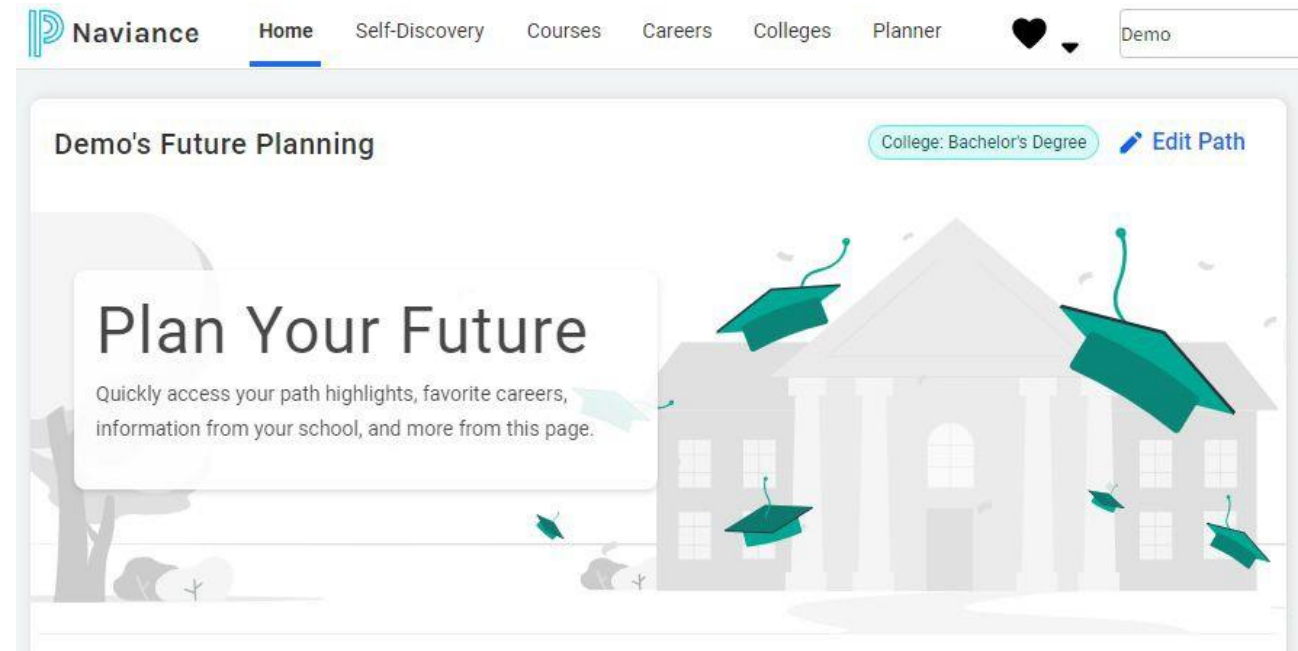 Naviance Home Self-Discovery Courses Careers Colleges Planner Demo
Demo's Future Planning College: Bachelor's Degree Edit Path
Plan Your Future
Quickly access your path highlights, favorite careers,
information from your school, and more from this page.